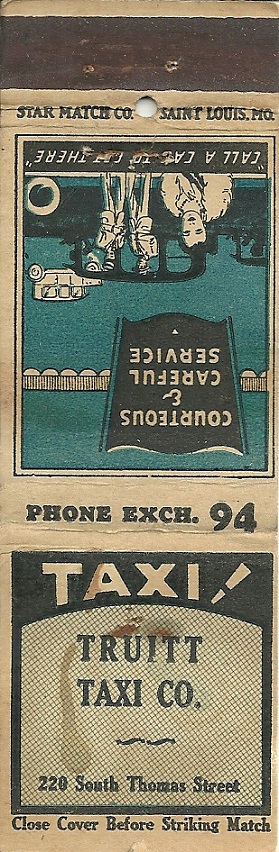 STAR MATCH CO. SAINT LOUIS, MO.
"CALL A CAB TO GET THERE"
COURTEOUS
&
CAREFUL
SERVICE
PHONE EXCH. 94
TAXI!
TRUITT
TAXI CO.
220 South Thomas Street
Close Cover Before Striking Match